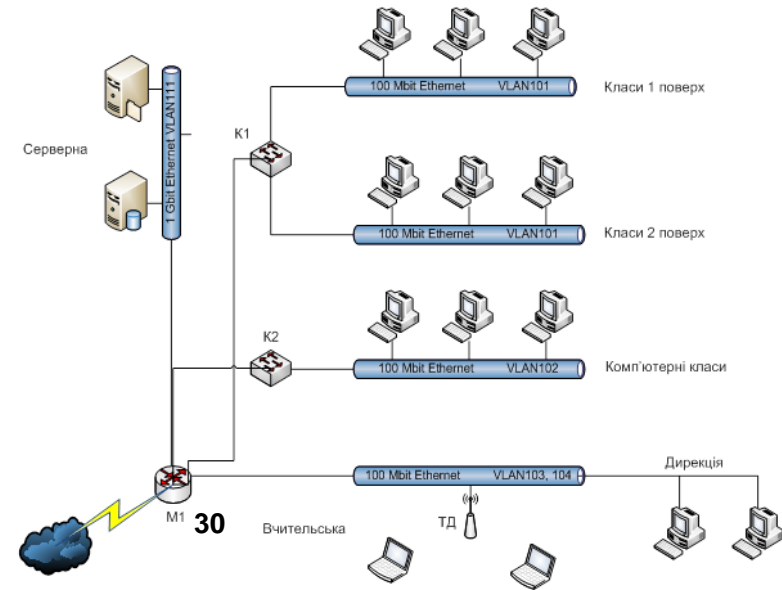 100 Mbit Ethernet VLAN101
Класи 1 поверх
1 Gbit Ethernet VLAN111
Серверна
К1
100 Mbit Ethernet VLAN101
Класи 2 поверх
К2
100 Mbit Ethernet VLAN102
Комп'ютерні класи
100 Mbit Ethernet VLAN103, 104
Дирекція
М1 30
Вчительська
ТД